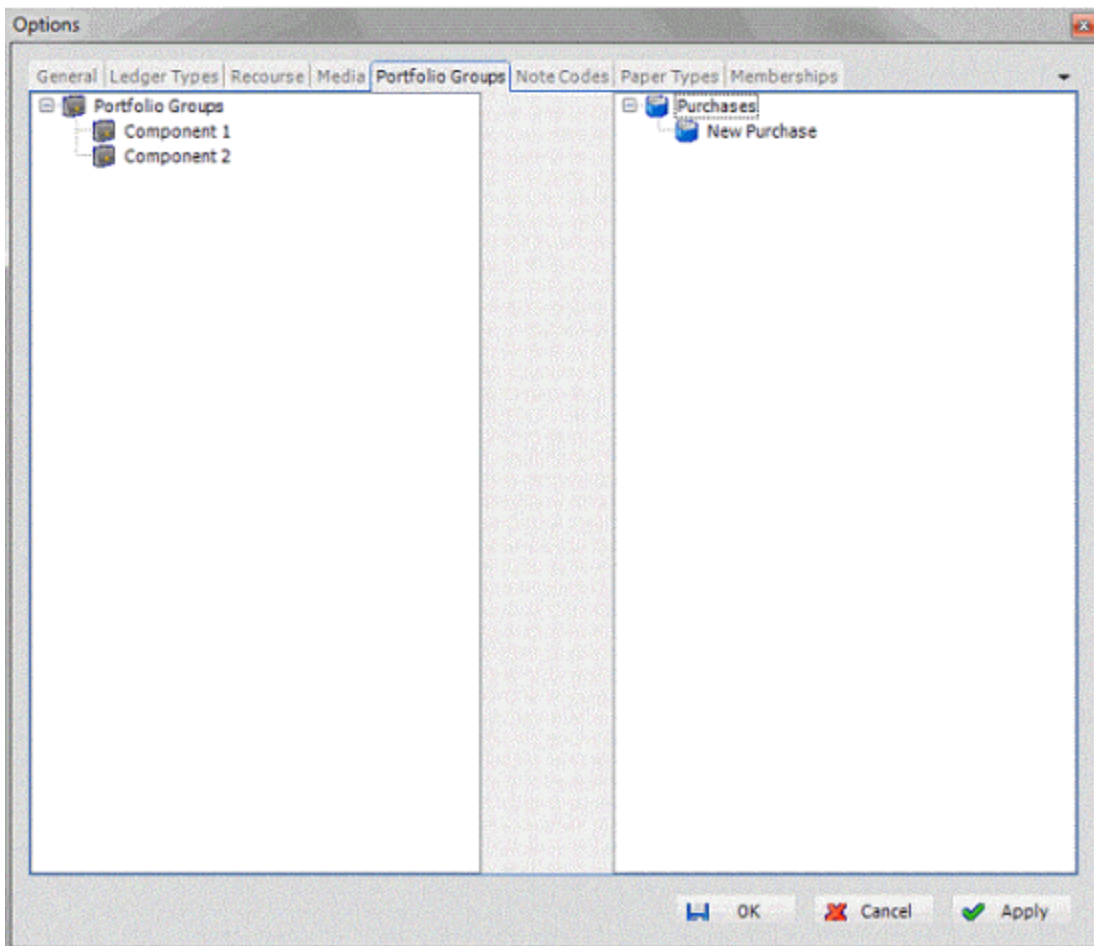 Options
General Ledger Types Recourse Media Portfolio Groups Note Codes Paper Types Memberships
Portfolio Groups
Component 1
Component 2
Purchases
New Purchase
OK Cancel Apply